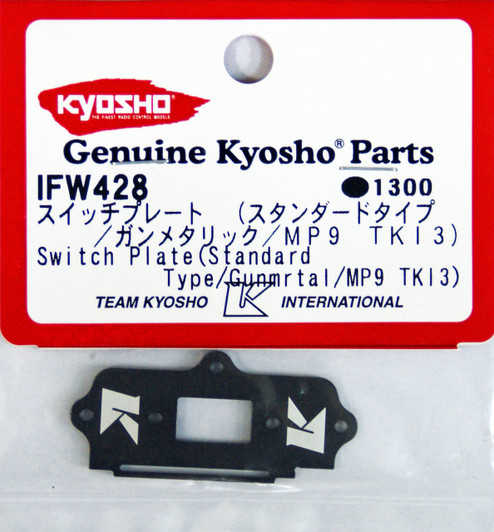 KYOSHO
THE FINEST RADIO CONTROL MODELS
Genuine Kyosho® Parts
IFW428 ●1300
スイッチプレート （スタンダードタイプ
/ガンメタリック/MP9 TKI3)
Switch Plate(Standard
Type/Gunmrtal/MP9 TKI3)
TEAM KYOSHO K INTERNATIONAL
K K